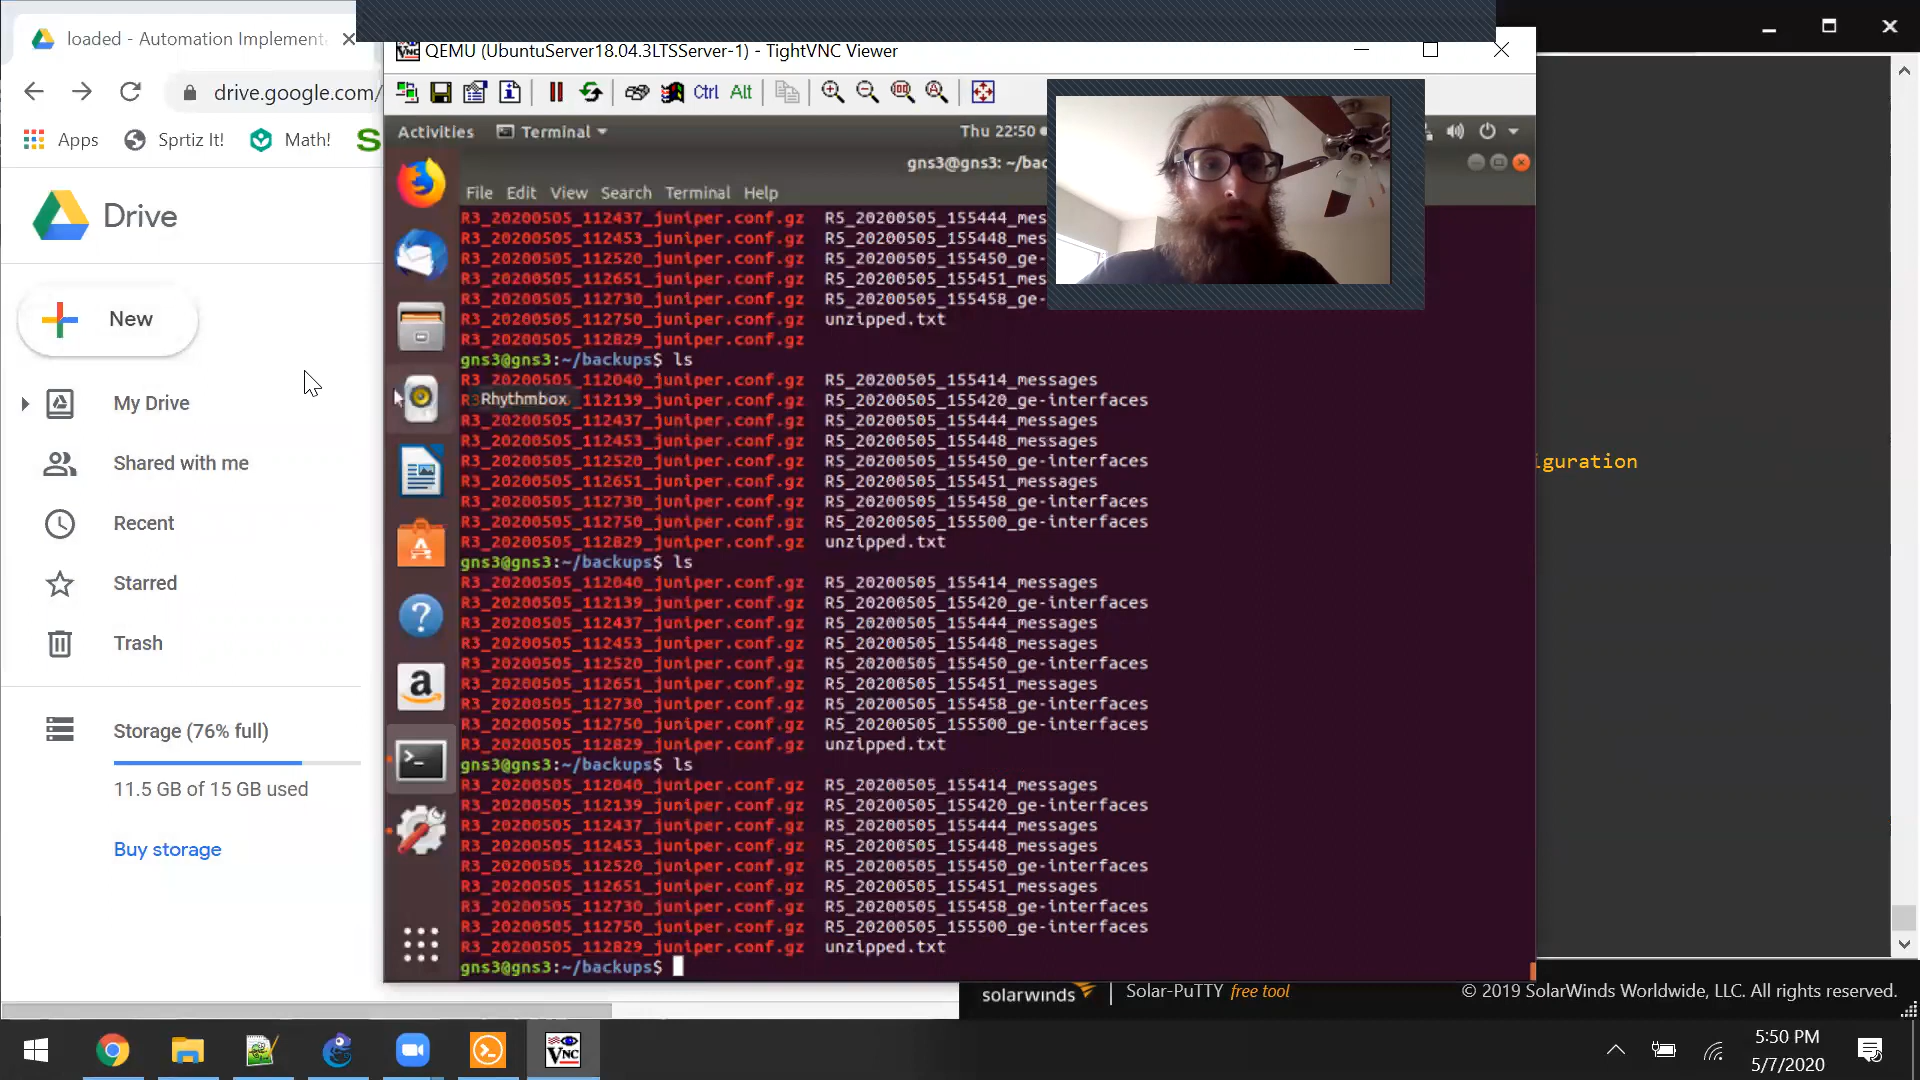 loaded - Automation Implement
QEMU (UbuntuServer18.04.3LTSServer-1) - TightVNC Viewer
drive.google.com/
Ctrl Alt
Apps Sprtiz It! Math!
Activities Terminal Thu 22:50
gns3@gns3: ~/bac
File Edit View Search Terminal Help
Drive
New
My Drive
Shared with me
Recent
Starred
Trash
Storage (76% full)
11.5 GB of 15 GB used
Buy storage
R3_20200505_112437_juniper.conf.gz R5_20200505_155444_mes
R3_20200505_112453_juniper.conf.gz R5_20200505_155448_mes
R3_20200505_112520_juniper.conf.gz R5_20200505_155450_ge-
R3_20200505_112651_juniper.conf.gz R5_20200505_155451_mes
R3_20200505_112730_juniper.conf.gz R5_20200505_155458_ge-
R3_20200505_112750_juniper.conf.gz unzipped.txt
R3_20200505_112829_juniper.conf.gz
gns3@gns3:~/backups$ ls
R3_20200505_112040_juniper.conf.gz R5_20200505_155414_messages
Rhythmbox
_112139_juniper.conf.gz R5_20200505_155420_ge-interfaces
R3_20200505_112437_juniper.conf.gz R5_20200505_155444_messages
R3_20200505_112453_juniper.conf.gz R5_20200505_155448_messages
R3_20200505_112520_juniper.conf.gz R5_20200505_155450_ge-interfaces
R3_20200505_112651_juniper.conf.gz R5_20200505_155451_messages
R3_20200505_112730_juniper.conf.gz R5_20200505_155458_ge-interfaces
R3_20200505_112750_juniper.conf.gz R5_20200505_155500_ge-interfaces
R3_20200505_112829_juniper.conf.gz unzipped.txt
gns3@gns3:~/backups$ ls
R3_20200505_112040_juniper.conf.gz R5_20200505_155414_messages
R3_20200505_112139_juniper.conf.gz R5_20200505_155420_ge-interfaces
R3_20200505_112437_juniper.conf.gz R5_20200505_155444_messages
R3_20200505_112453_juniper.conf.gz R5_20200505_155448_messages
R3_20200505_112520_juniper.conf.gz R5_20200505_155450_ge-interfaces
R3_20200505_112651_juniper.conf.gz R5_20200505_155451_messages
R3_20200505_112730_juniper.conf.gz R5_20200505_155458_ge-interfaces
R3_20200505_112750_juniper.conf.gz R5_20200505_155500_ge-interfaces
R3_20200505_112829_juniper.conf.gz unzipped.txt
gns3@gns3:~/backups$ ls
R3_20200505_112040_juniper.conf.gz R5_20200505_155414_messages
R3_20200505_112139_juniper.conf.gz R5_20200505_155420_ge-interfaces
R3_20200505_112437_juniper.conf.gz R5_20200505_155444_messages
R3_20200505_112453_juniper.conf.gz R5_20200505_155448_messages
R3_20200505_112520_juniper.conf.gz R5_20200505_155450_ge-interfaces
R3_20200505_112651_juniper.conf.gz R5_20200505_155451_messages
R3_20200505_112730_juniper.conf.gz R5_20200505_155458_ge-interfaces
R3_20200505_112750_juniper.conf.gz R5_20200505_155500_ge-interfaces
R3_20200505_112829_juniper.conf.gz unzipped.txt
gns3@gns3:~/backups$
iguration
solarwinds | Solar-PuTTY free tool © 2019 SolarWinds Worldwide, LLC. All rights reserved.
VNC
5:50 PM
5/7/2020